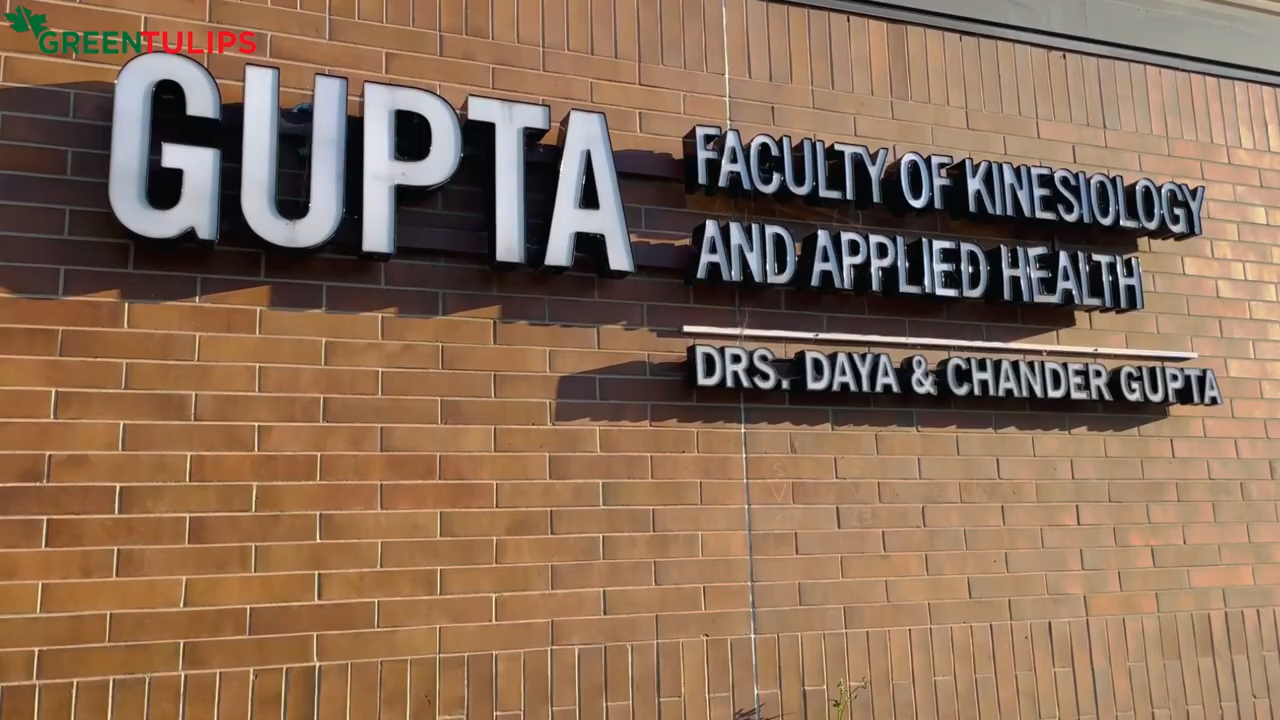 GREENTULIPS
GUPTA
FACULTY OF KINESIOLOGY
AND APPLIED HEALTH
DRS. DAYA & CHANDER GUPTA